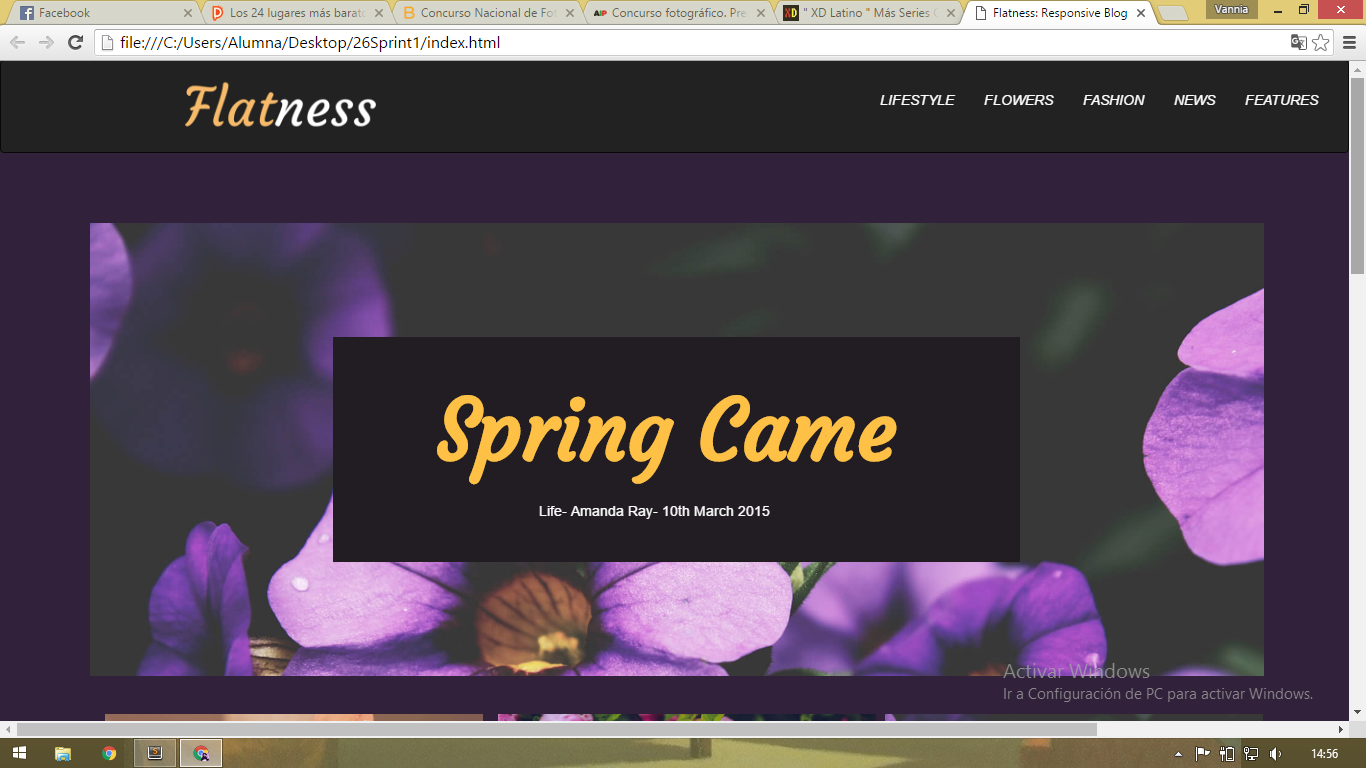 Facebook
Los 24 lugares más barat
Concurso Nacional de Fot
Concurso fotográfico. Pre
" XD Latino " Más Series
Flatness: Responsive Blog
Vannia
file:///C:/Users/Alumna/Desktop/26Sprint1/index.html
Flatness
LIFESTYLE FLOWERS FASHION NEWS FEATURES
Spring Came
Life- Amanda Ray- 10th March 2015
Activar Windows
Ir a Configuración de PC para activar Windows.
14:56